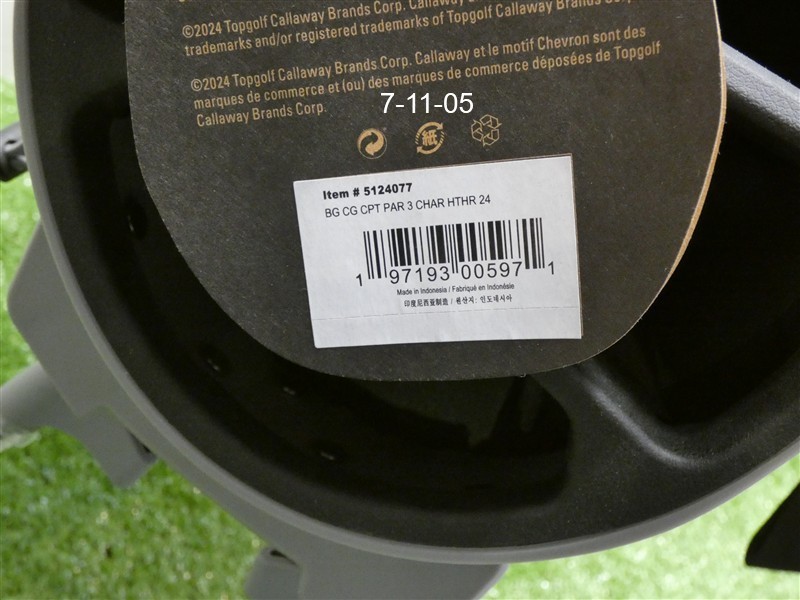 ©2024 Topgolf Callaway Brands Corp. Callaway
trademarks and/or registered trademarks of Topgolf Callaway Brands Corp.
©2024 Topgolf Callaway Brands Corp. Callaway et le motif Chevron sont des
marques de commerce et (ou) des marques de commerce déposées de Topgolf
Callaway Brands Corp.
7-11-05
紙
Item # 5124077
BG CG CPT PAR 3 CHAR HTHR 24
1 97193 00597 1
Made in Indonesia / Fabriqué en Indonésie
印度尼西亚制造 / 원산지: 인도네시아